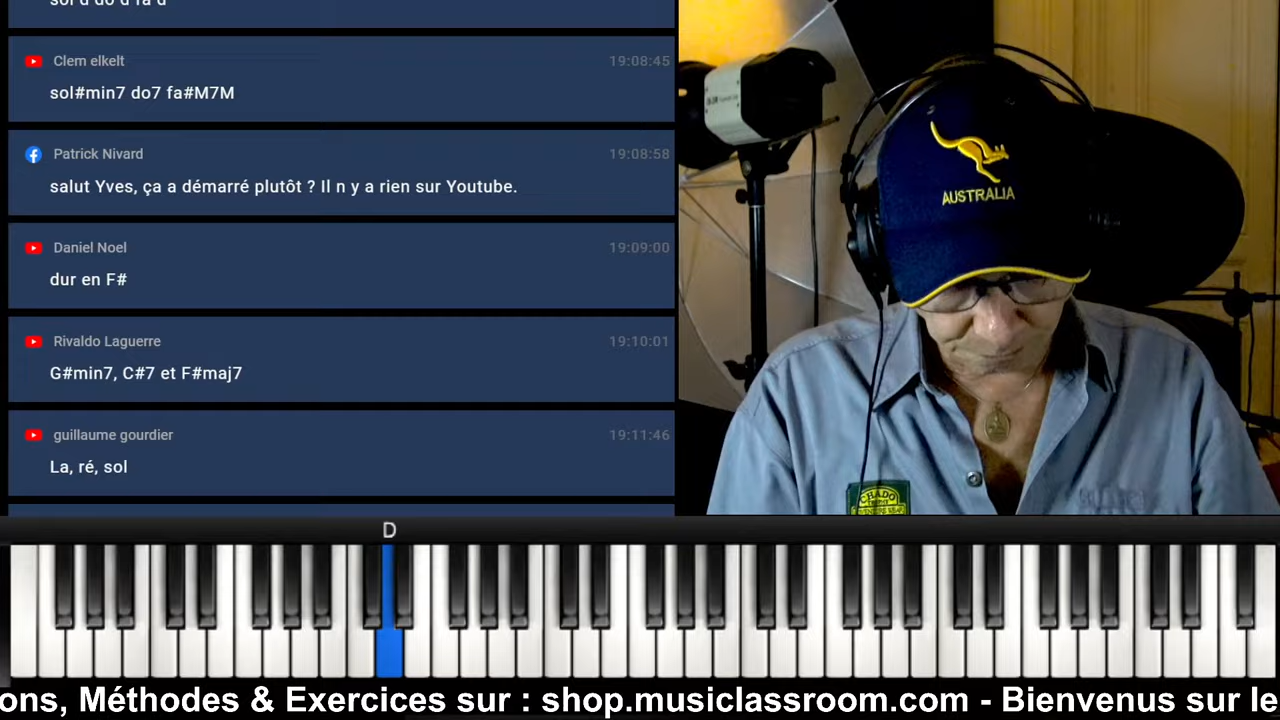 Clem elkelt
19:08:45
sol#min7 do7 fa#M7M
Patrick Nivard
19:08:58
salut Yves, ça a démarré plutôt ? Il n y a rien sur Youtube.
Daniel Noel
19:09:00
dur en F#
Rivaldo Laguerre
19:10:01
G#min7, C#7 et F#maj7
guillaume gourdier
19:11:46
La, ré, sol
AUSTRALIA
D
ons, Méthodes & Exercices sur : shop.musiclassroom.com - Bienvenus sur le